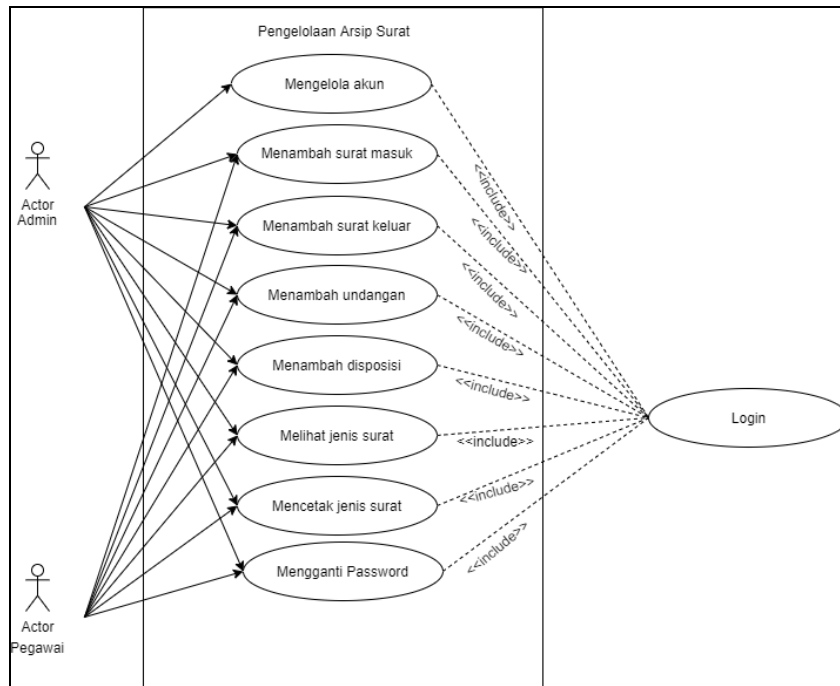 Pengelolaan Arsip Surat
Mengelola akun
Menambah surat masuk
Actor
Admin
Menambah surat keluar
Menambah undangan
Menambah disposisi
Melihat jenis surat
Mencetak jenis surat
Mengganti Password
Actor
Pegawai
<<include>>
<<include>>
<<include>>
<<include>>
<<include>>
<<include>>
<<include>>
<<include>>
Login